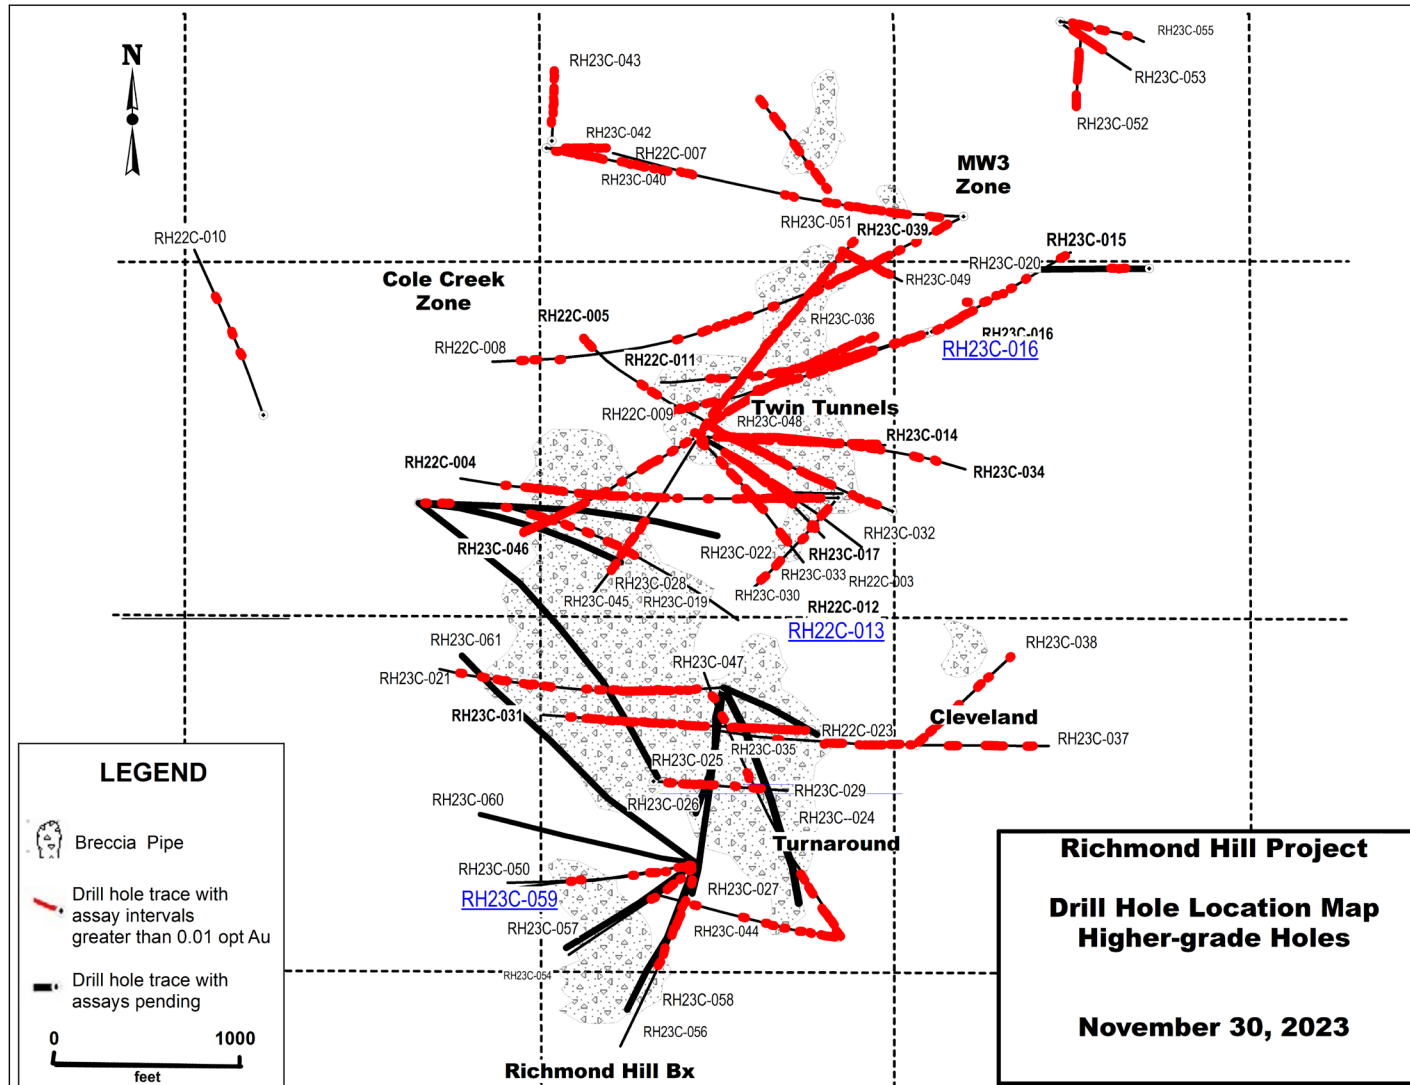 RH23C-055
RH23C-053
RH23C-052
N
RH23C-043
RH23C-042
RH22C-007
RH23C-040
MW3
Zone
RH23C-051
RH23C-039
RH22C-010
RH23C-015
RH23C-020
RH23C-049
Cole Creek
Zone
RH22C-005
RH23C-036
RH23C-016
RH23C-016
RH22C-008
RH22C-011
RH22C-009
Twin Tunnels
RH23C-048
RH23C-014
RH23C-034
RH22C-004
RH23C-046
RH23C-032
RH23C-022
RH23C-017
RH23C-033
RH22C-003
RH23C-030
RH23C-028
RH23C-045
RH23C-019
RH22C-012
RH22C-013
RH23C-061
RH23C-021
RH23C-047
RH23C-038
RH23C-031
Cleveland
RH22C-023
RH23C-037
RH23C-035
RH23C-025
RH23C-029
RH23C-026
RH23C--024
RH23C-060
Turnaround
RH23C-050
RH23C-059
RH23C-027
RH23C-057
RH23C-044
RH23C-054
RH23C-058
RH23C-056
Richmond Hill Bx
LEGEND
Breccia Pipe
Drill hole trace with
assay intervals
greater than 0.01 opt Au
Drill hole trace with
assays pending
0 1000
feet
Richmond Hill Project
Drill Hole Location Map
Higher-grade Holes
November 30, 2023